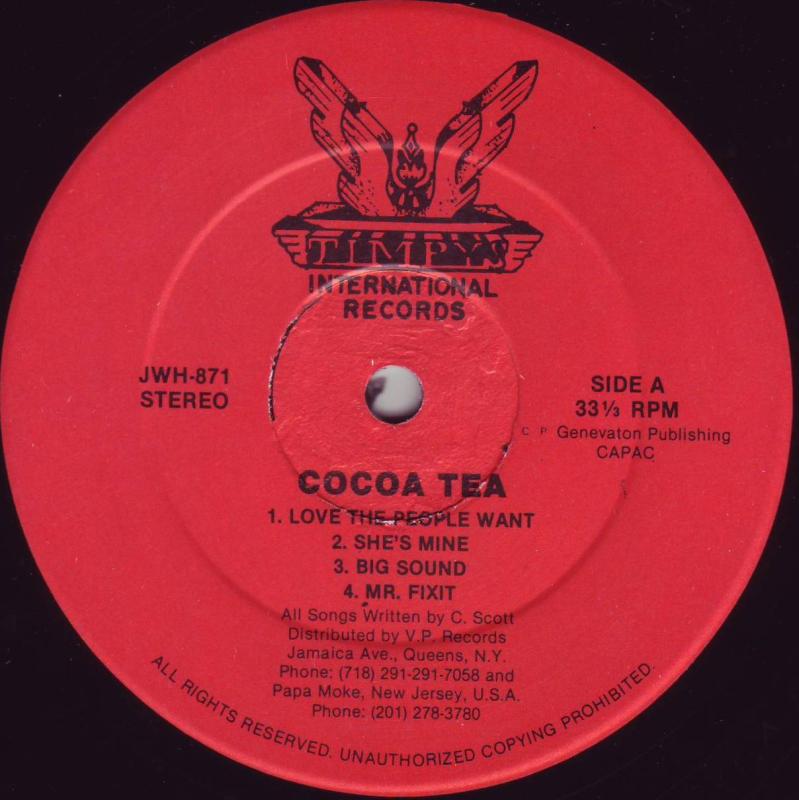 TIMPYS
INTERNATIONAL
RECORDS
JWH-871
STEREO
SIDE A
33 1/3 RPM
C P Genevaton Publishing
CAPAC
COCOA TEA
1. LOVE THE PEOPLE WANT
2. SHE'S MINE
3. BIG SOUND
4. MR. FIXIT
All Songs Written by C. Scott
Distributed by V.P. Records
Jamaica Ave., Queens, N.Y.
Phone: (718) 291-291-7058 and
Papa Moke, New Jersey, U.S.A.
Phone: (201) 278-3780
ALL RIGHTS RESERVED. UNAUTHORIZED COPYING PROHIBITED.